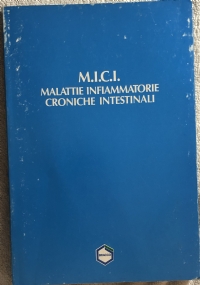 M.I.C.I.
MALATTIE INFIAMMATORIE
CRONICHE INTESTINALI